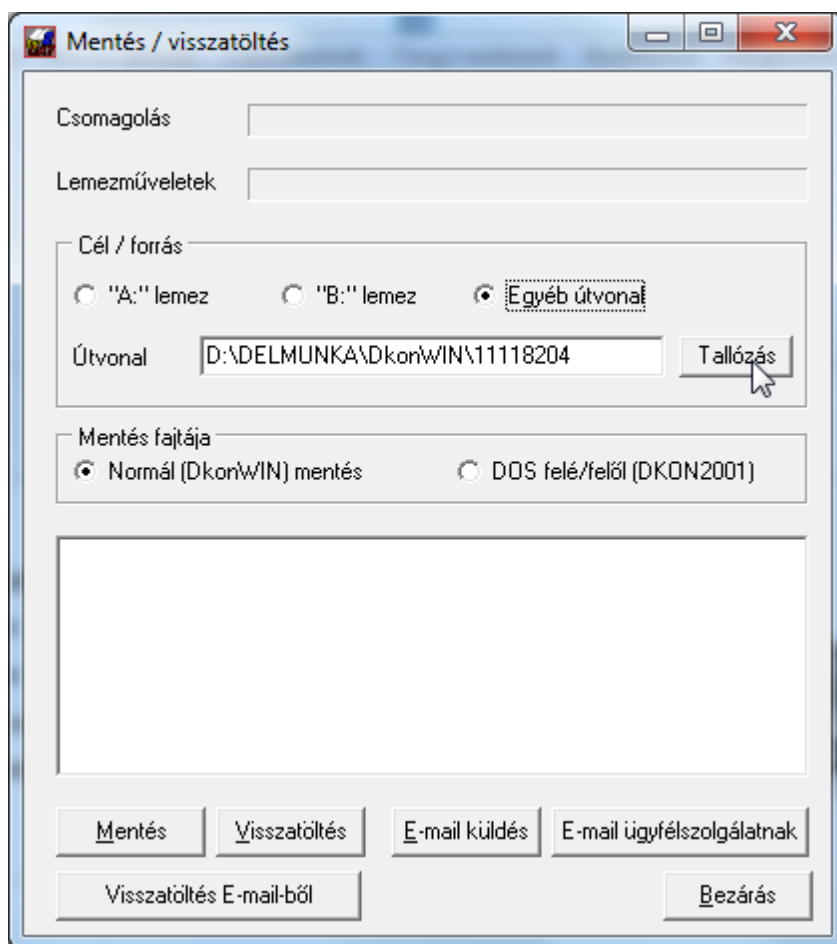 Mentés / visszatöltés
Csomagolás
Lemezműveletek
Cél / forrás
"A:" lemez "B:" lemez Egyéb útvonal
Útvonal D:\DELMUNKA\DkonWIN\11118204 Tallózás
Mentés fajtája
Normál (DkonWIN) mentés DOS felé/felől (DKON2001)
Mentés Visszatöltés E-mail küldés E-mail ügyfélszolgálatnak
Visszatöltés E-mail-ből Bezárás